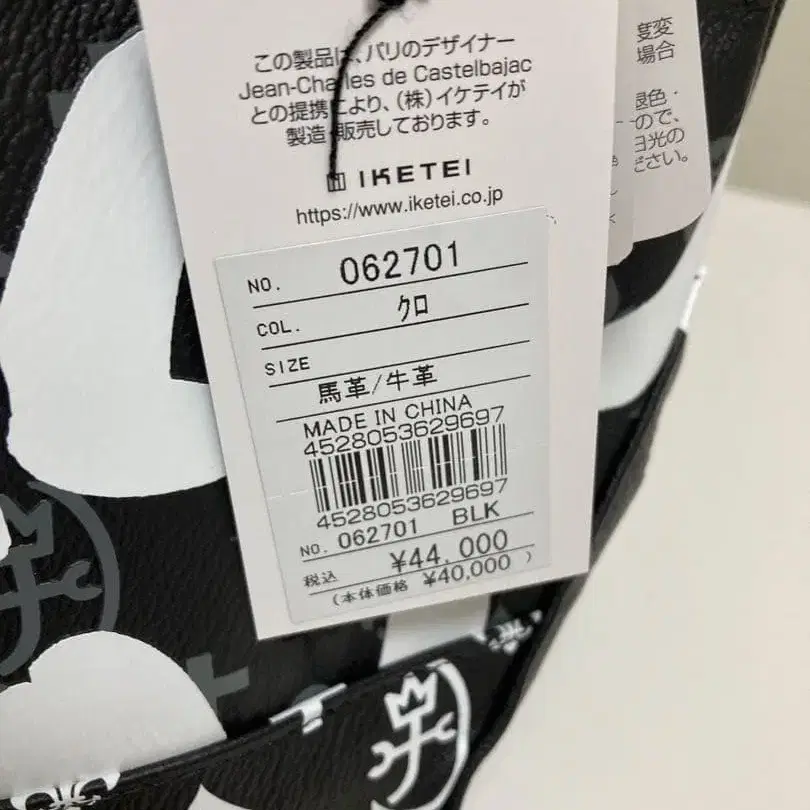 この製品は、パリのデザイナー
Jean-Charles de Castelbajac
との提携により、(株)イケテイが
製造・販売しております。
IKETEI
https://www.iketei.co.jp
NO. 062701
COL. クロ
SIZE
馬革/牛革
MADE IN CHINA
4528053629697
4528053629697
NO. 062701 BLK
税込 ¥44,000
(本体価格 ¥40,000 )
度変
場合
退色・
ので、
日光の
ださい。